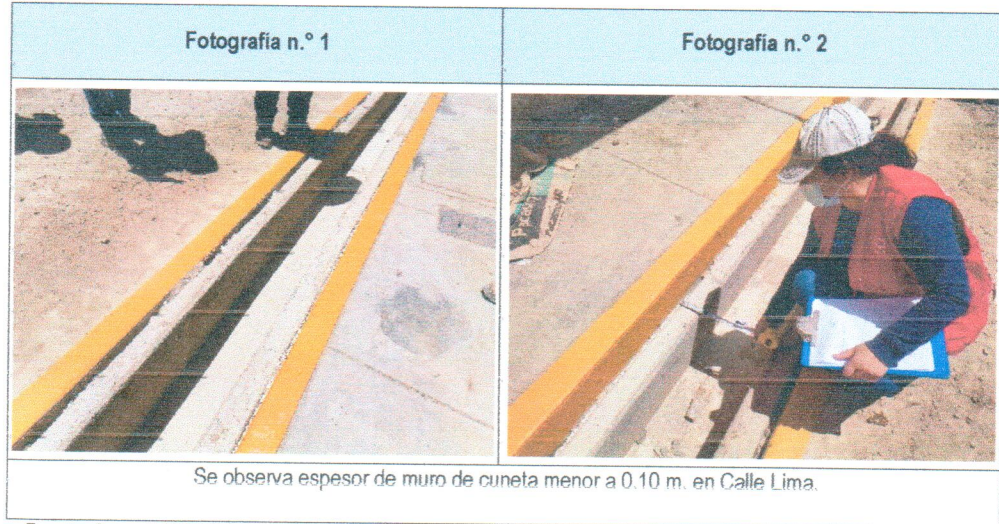 Fotografía n.° 1
Fotografía n.° 2
Se observa espesor de muro de cuneta menor a 0.10 m. en Calle Lima.